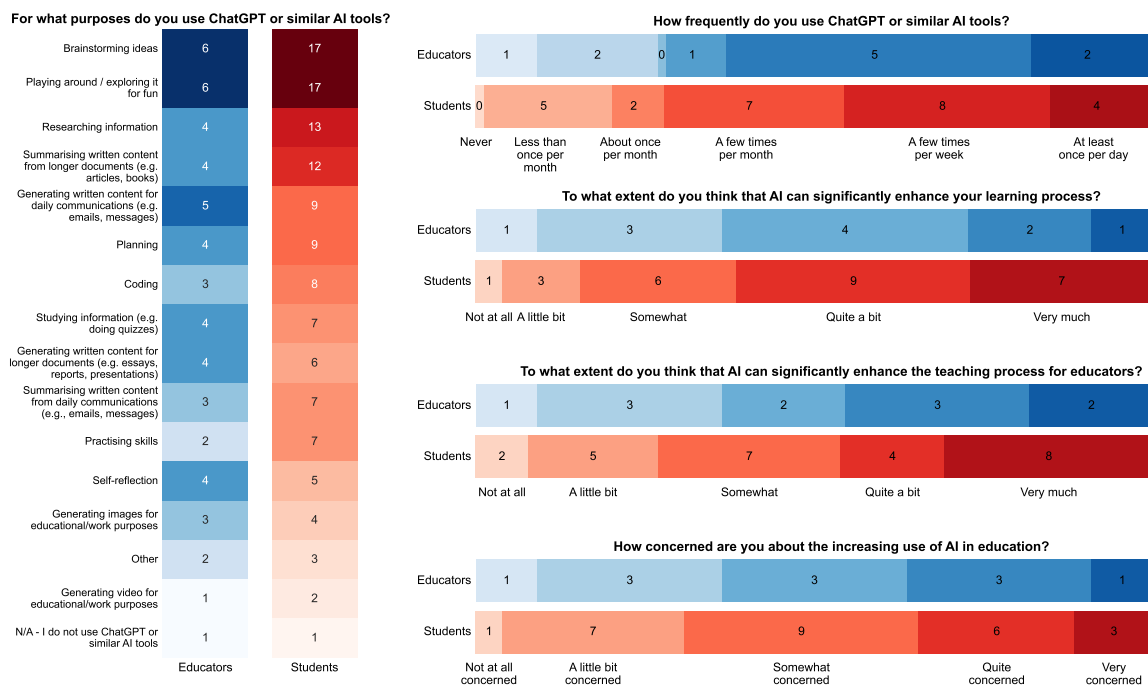 For what purposes do you use ChatGPT or similar AI tools?
Brainstorming ideas
6
17
Playing around / exploring it
for fun
6
17
Researching information
4
13
Summarising written content
from longer documents (e.g.
articles, books)
4
12
Generating written content for
daily communications (e.g.
emails, messages)
5
9
Planning
4
9
Coding
3
8
Studying information (e.g.
doing quizzes)
4
7
Generating written content for
longer documents (e.g. essays,
reports, presentations)
4
6
Summarising written content
from daily communications
(e.g., emails, messages)
3
7
Practising skills
2
7
Self-reflection
4
5
Generating images for
educational/work purposes
3
4
Other
2
3
Generating video for
educational/work purposes
1
2
N/A - I do not use ChatGPT or
similar AI tools
1
1
Educators
Students
How frequently do you use ChatGPT or similar AI tools?
Educators 1 2 0 1 5 2
Students 0 5 2 7 8 4
Never
Less than
once per
month
About once
per month
A few times
per month
A few times
per week
At least
once per day
To what extent do you think that AI can significantly enhance your learning process?
Educators 1 3 4 2 1
Students 1 3 6 9 7
Not at all A little bit Somewhat Quite a bit Very much
To what extent do you think that AI can significantly enhance the teaching process for educators?
Educators 1 3 2 3 2
Students 2 5 7 4 8
Not at all A little bit Somewhat Quite a bit Very much
How concerned are you about the increasing use of AI in education?
Educators 1 3 3 3 1
Students 1 7 9 6 3
Not at all
concerned
A little bit
concerned
Somewhat
concerned
Quite
concerned
Very
concerned